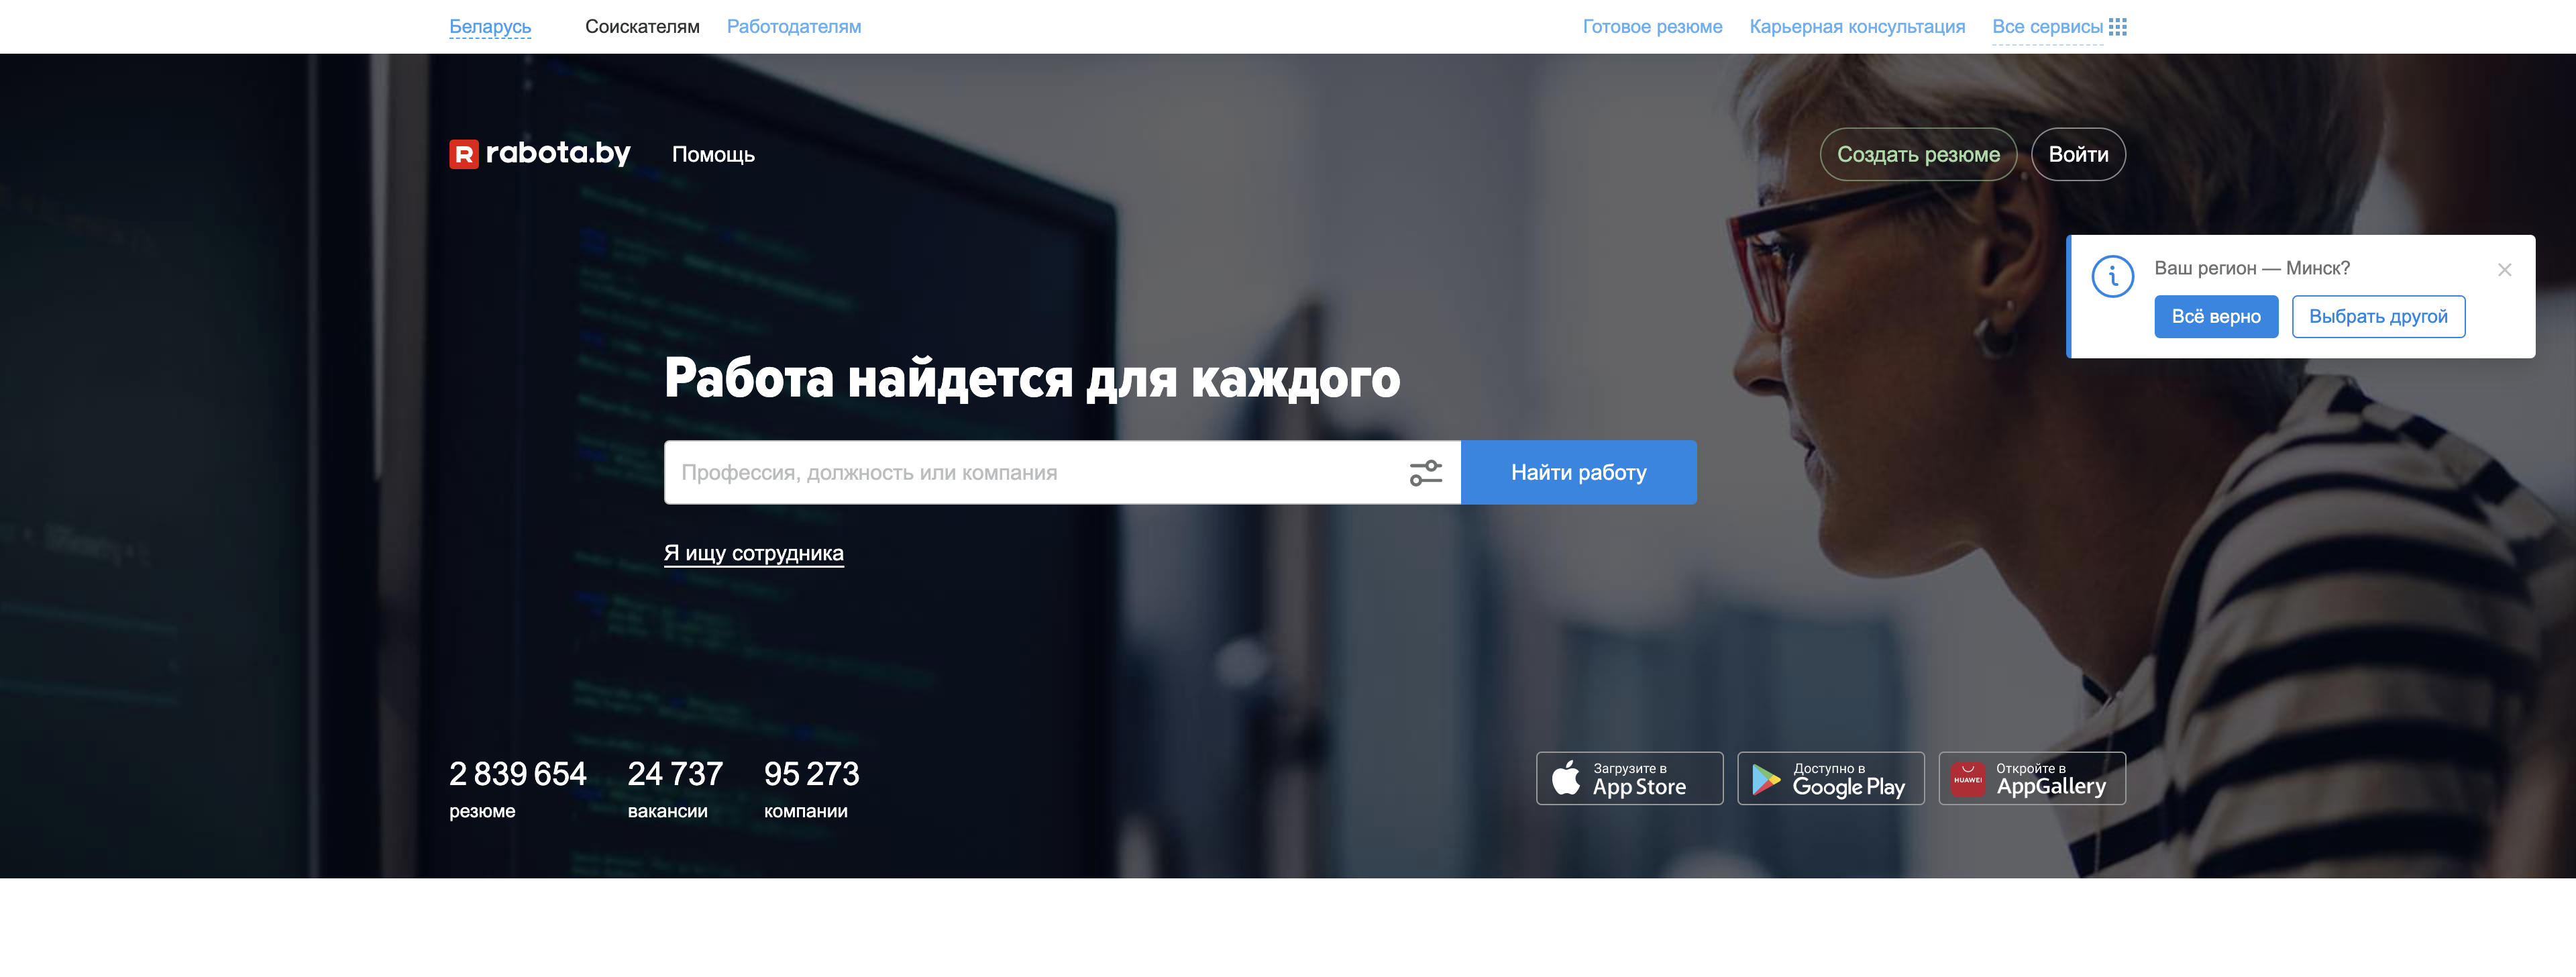 Беларусь Соискателям Работодателям Готовое резюме Карьерная консультация Все сервисы
R rabota.by Помощь Создать резюме Войти
Ваш регион — Минск?
Всё верно Выбрать другой
Работа найдется для каждого
Профессия, должность или компания Найти работу
Я ищу сотрудника
2 839 654 24 737 95 273
резюме вакансии компании
Загрузите в Доступно в Откройте в
App Store Google Play HUAWEI AppGallery